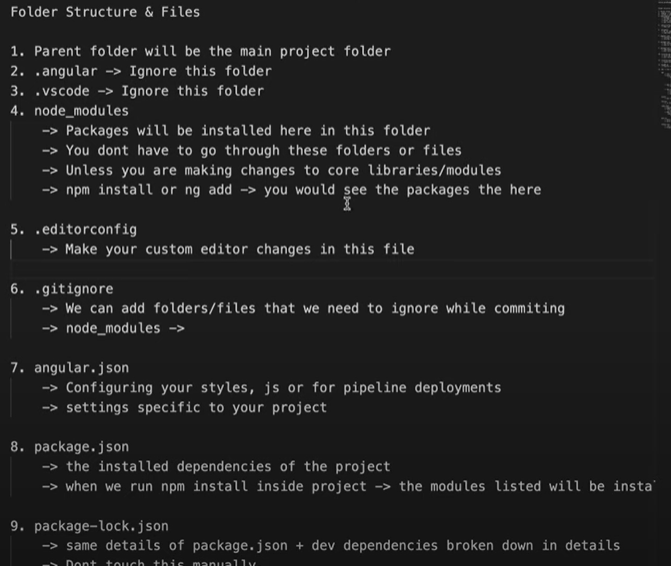 Folder Structure & Files
1. Parent folder will be the main project folder
2. .angular -> Ignore this folder
3. .vscode -> Ignore this folder
4. node_modules
-> Packages will be installed here in this folder
-> You dont have to go through these folders or files
-> Unless you are making changes to core libraries/modules
-> npm install or ng add -> you would see the packages the here
5. .editorconfig
-> Make your custom editor changes in this file
6. .gitignore
-> We can add folders/files that we need to ignore while commiting
-> node_modules ->
7. angular.json
-> Configuring your styles, js or for pipeline deployments
-> settings specific to your project
8. package.json
-> the installed dependencies of the project
-> when we run npm install inside project -> the modules listed will be insta
9. package-lock.json
-> same details of package.json + dev dependencies broken down in details
-> Dont touch this manually